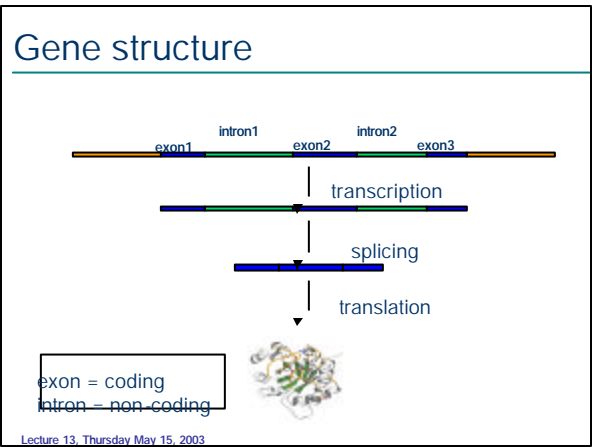 Gene structure
intron1 intron2
exon1 exon2 exon3
transcription
splicing
translation
exon = coding
intron = non-coding
Lecture 13, Thursday May 15, 2003